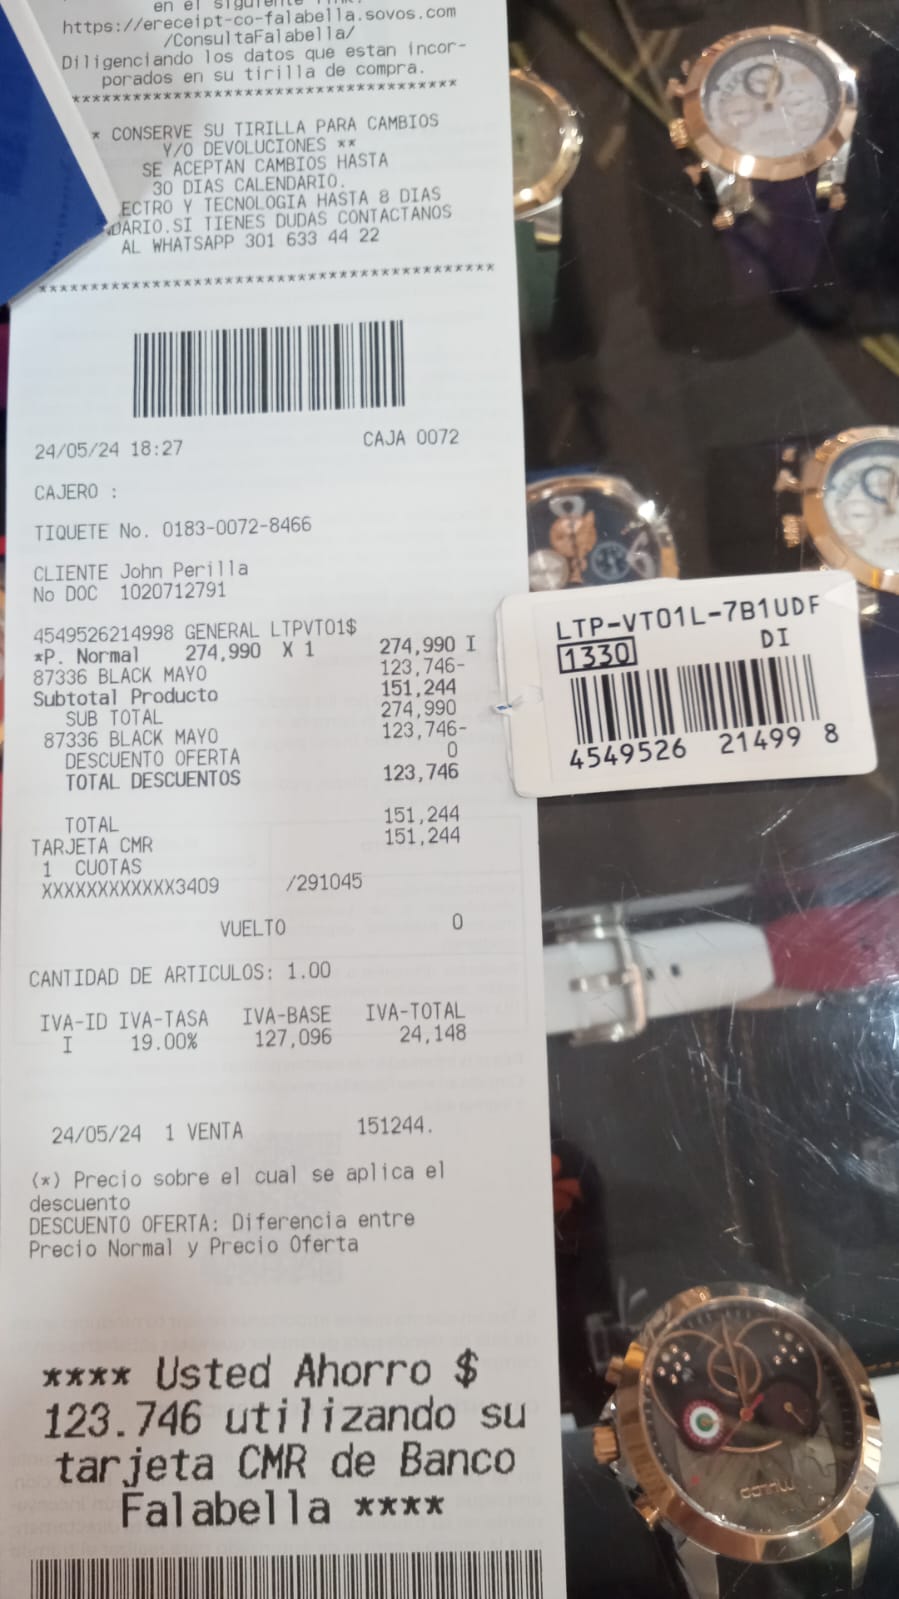 en el siguiente link:
https://ereceipt-co-falabella.sovos.com
/ConsultaFalabella/
Diligenciando los datos que estan incor-
porados en su tirilla de compra.
****************************************
* CONSERVE SU TIRILLA PARA CAMBIOS
Y/O DEVOLUCIONES **
SE ACEPTAN CAMBIOS HASTA
30 DIAS CALENDARIO.
ECTRO Y TECNOLOGIA HASTA 8 DIAS
NDARIO.SI TIENES DUDAS CONTACTANOS
AL WHATSAPP 301 633 44 22
****************************************
24/05/24 18:27 CAJA 0072
CAJERO :
TIQUETE No. 0183-0072-8466
CLIENTE John Perilla
No DOC 1020712791
4549526214998 GENERAL LTPVT01$
*P. Normal 274,990 X 1 274,990 I
87336 BLACK MAYO 123,746-
Subtotal Producto 151,244
SUB TOTAL 274,990
87336 BLACK MAYO 123,746-
DESCUENTO OFERTA 0
TOTAL DESCUENTOS 123,746
TOTAL 151,244
TARJETA CMR 151,244
1 CUOTAS
XXXXXXXXXXXX3409 /291045
VUELTO 0
CANTIDAD DE ARTICULOS: 1.00
IVA-ID IVA-TASA IVA-BASE IVA-TOTAL
I 19.00% 127,096 24,148
24/05/24 1 VENTA 151244.
(*) Precio sobre el cual se aplica el
descuento
DESCUENTO OFERTA: Diferencia entre
Precio Normal y Precio Oferta
**** Usted Ahorro $
123.746 utilizando su
tarjeta CMR de Banco
Falabella ****
LTP-VT01L-7B1UDF
1330 DI
4549526 21499 8